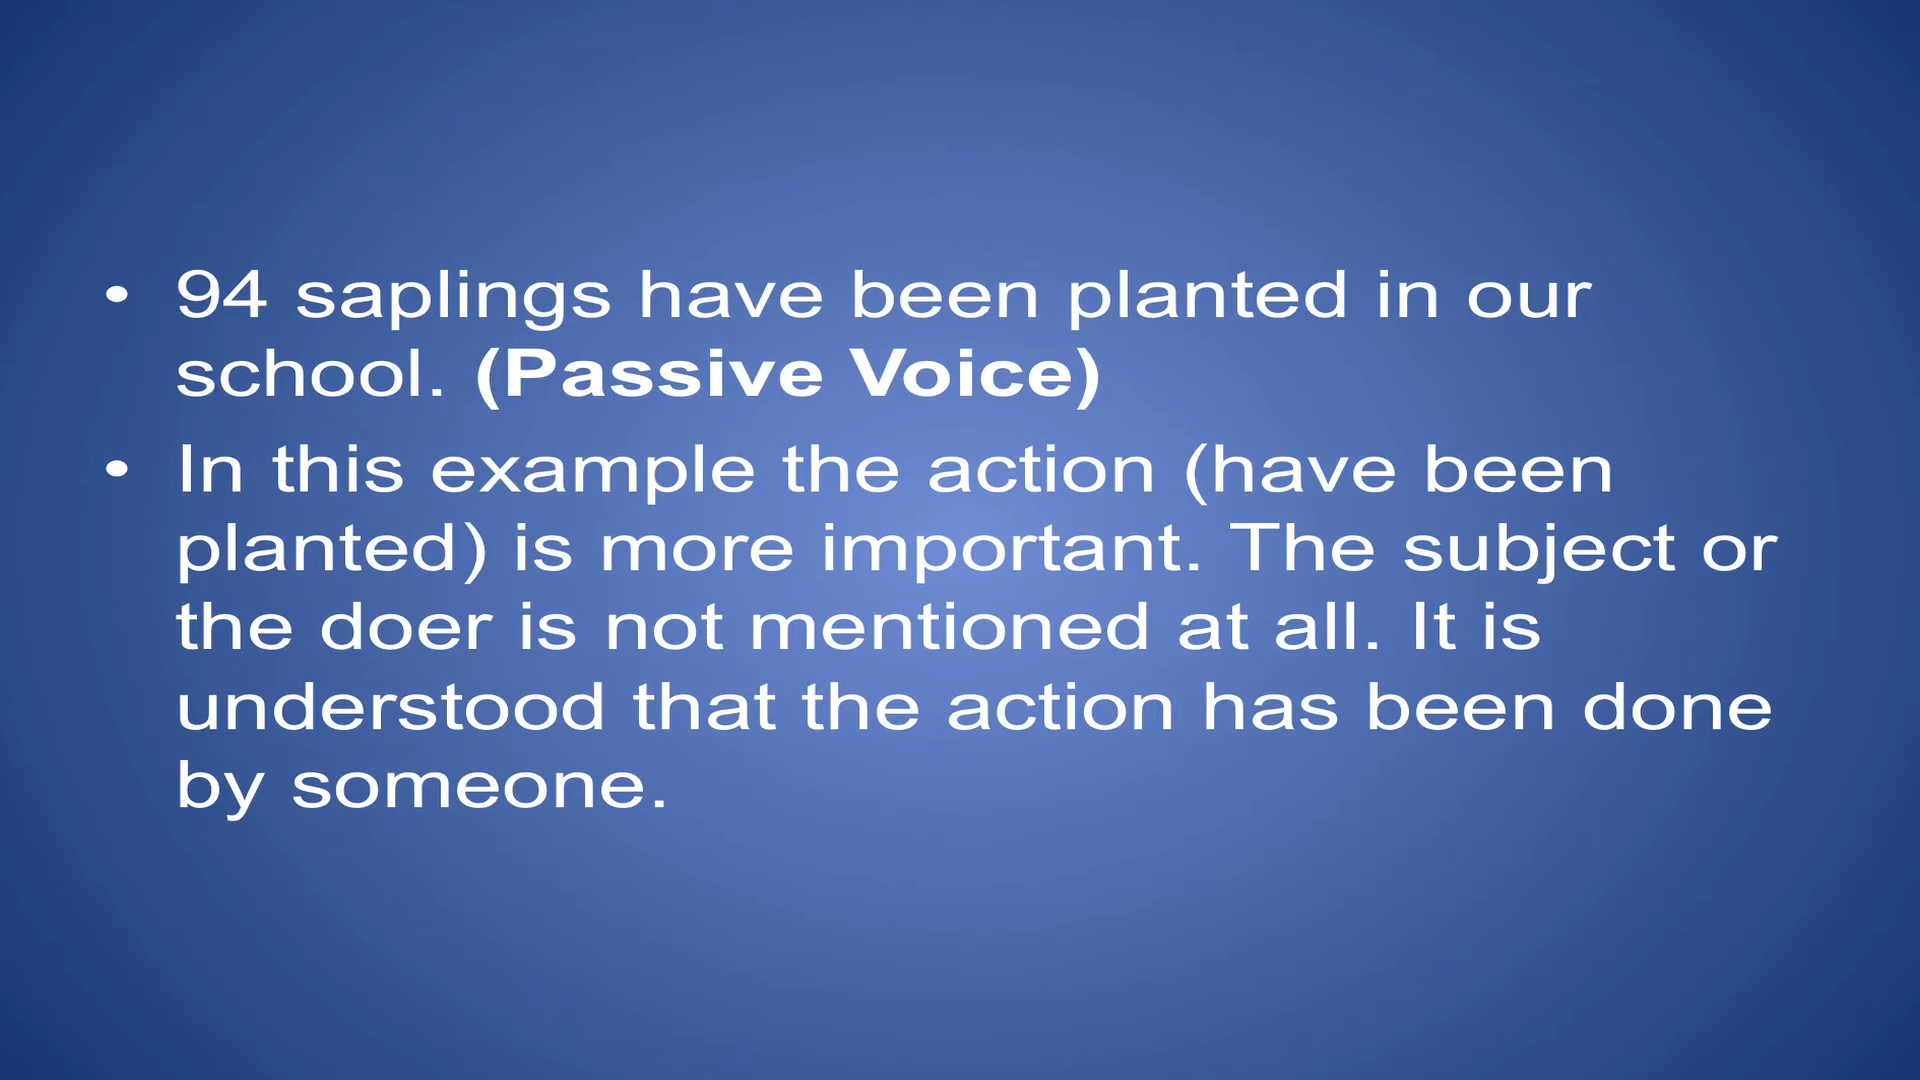 • 94 saplings have been planted in our
school. (Passive Voice)
• In this example the action (have been
planted) is more important. The subject or
the doer is not mentioned at all. It is
understood that the action has been done
by someone.